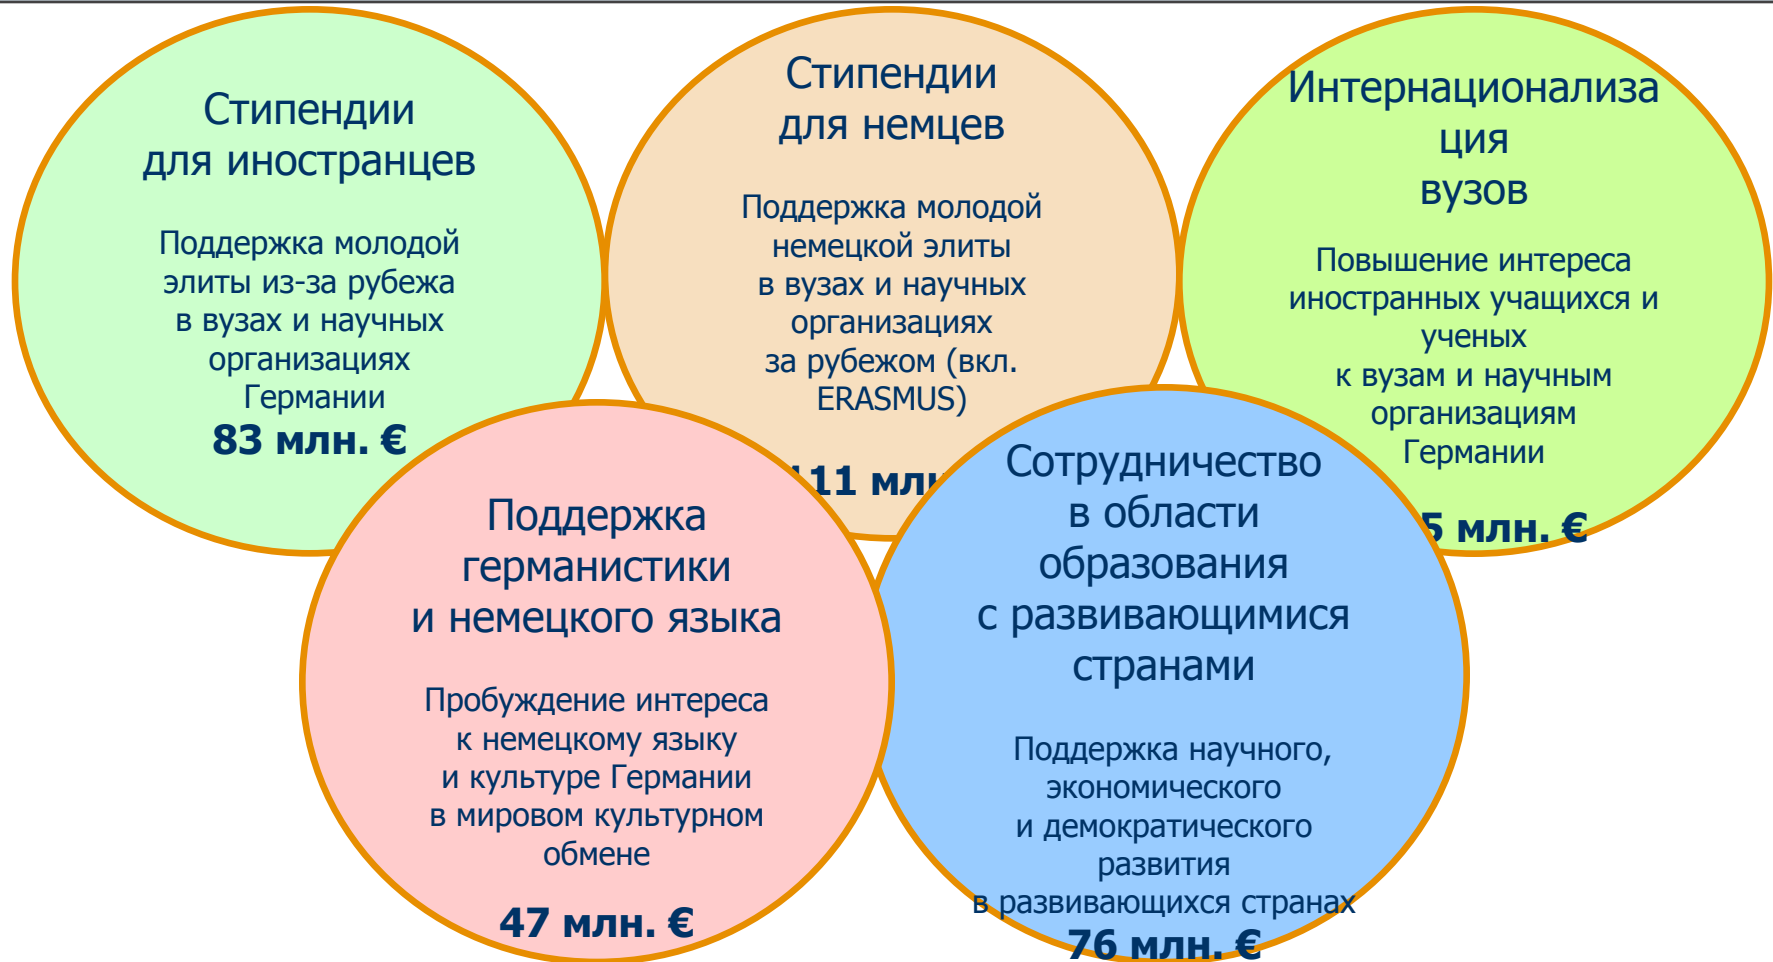 Стипендии
для иностранцев
Поддержка молодой
элиты из-за рубежа
в вузах и научных
организациях
Германии
83 млн. €
Стипендии
для немцев
Поддержка молодой
немецкой элиты
в вузах и научных
организациях
за рубежом (вкл.
ERASMUS)
Интернационализа
ция
вузов
Повышение интереса
иностранных учащихся и
ученых
к вузам и научным
организациям
Германии
млн. €
Поддержка
германистики
и немецкого языка
Пробуждение интереса
к немецкому языку
и культуре Германии
в мировом культурном
обмене
47 млн. €
Сотрудничество
в области
образования
с развивающимися
странами
Поддержка научного,
экономического
и демократического
развития
в развивающихся странах
76 млн. €